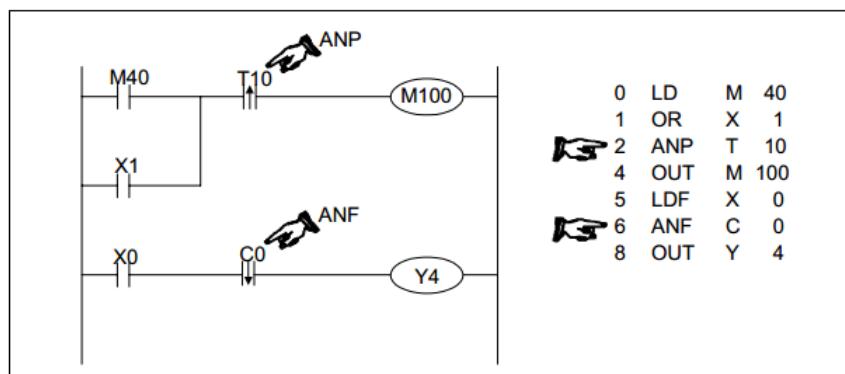 ANP
M40
T10
M100
X1
ANF
X0
C0
Y4
0 LD M 40
1 OR X 1
2 ANP T 10
4 OUT M 100
5 LDF X 0
6 ANF C 0
8 OUT Y 4